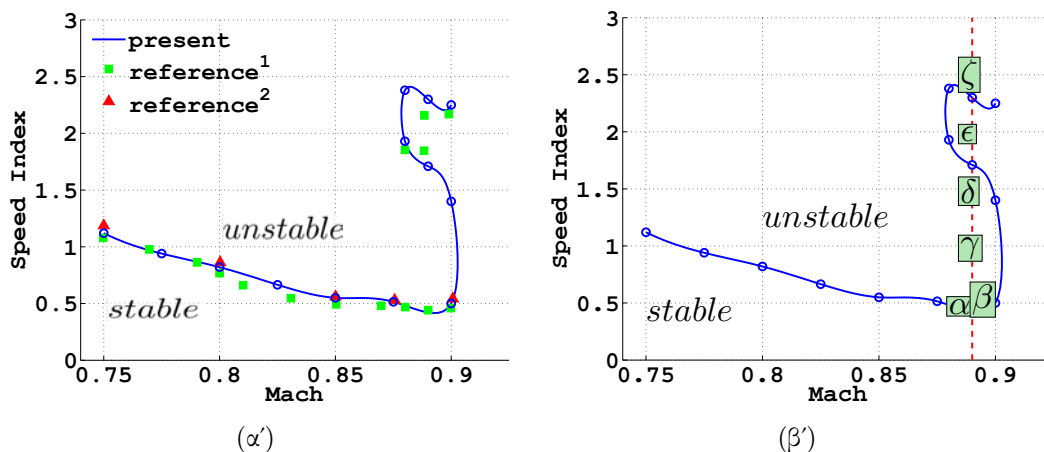 3
2.5
2
1.5
1
0.5
0
0.75
0.8
0.85
0.9
Speed Index
Mach
present
reference¹
reference²
unstable
stable
(α′)
3
2.5
2
1.5
1
0.5
0
0.75
0.8
0.85
0.9
Speed Index
Mach
ζ
ϵ
δ
γ
α β
unstable
stable
(β′)